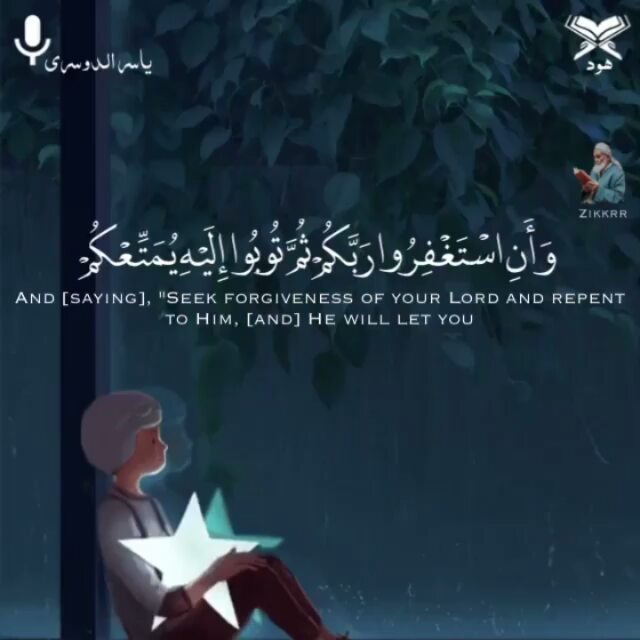 ياسر الدوسري
هود
ZIKKRR
وَأَنِ اسْتَغْفِرُوا رَبَّكُمْ ثُمَّ تُوبُوا إِلَيْهِ يُمَتِّعْكُمْ
AND [SAYING], "SEEK FORGIVENESS OF YOUR LORD AND REPENT
TO HIM, [AND] HE WILL LET YOU